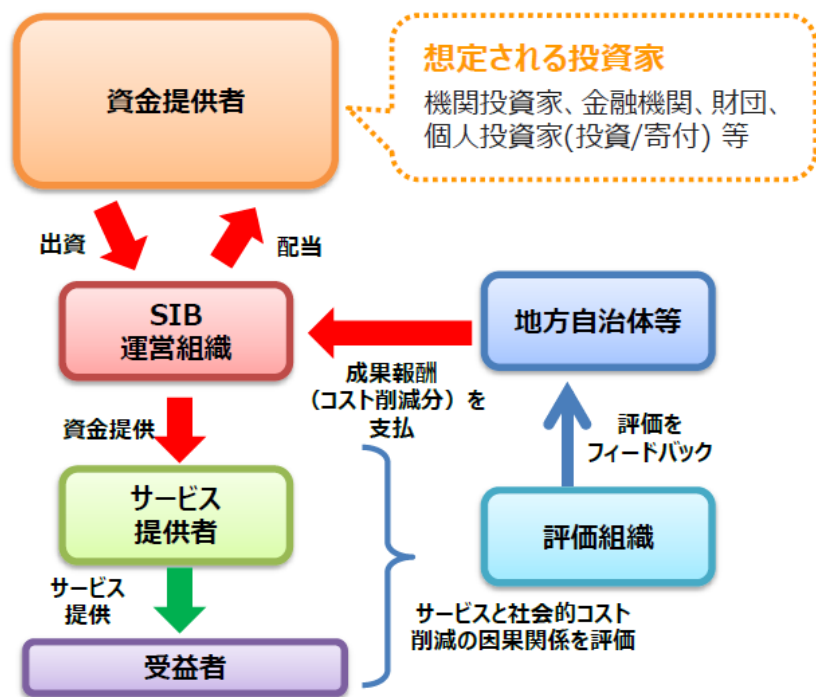 資金提供者
想定される投資家
機関投資家、金融機関、財団、
個人投資家(投資/寄付) 等
出資
配当
SIB
運営組織
地方自治体等
成果報酬
（コスト削減分）を
支払
資金提供
評価を
フィードバック
サービス
提供者
評価組織
サービス
提供
サービスと社会的コスト
削減の因果関係を評価
受益者